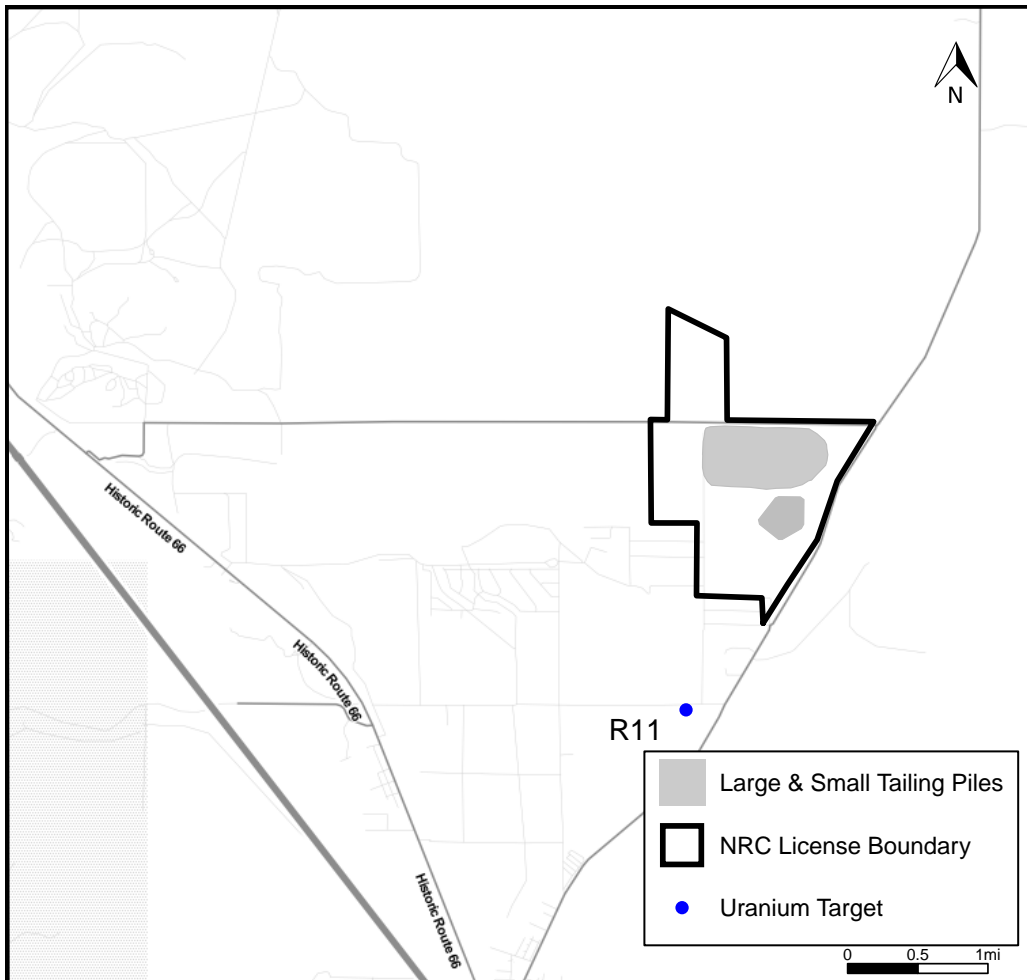 N
Historic Route 66
Historic Route 66
R11
Large & Small Tailing Piles
NRC License Boundary
Uranium Target
Historic Route 66
0 0.5 1mi